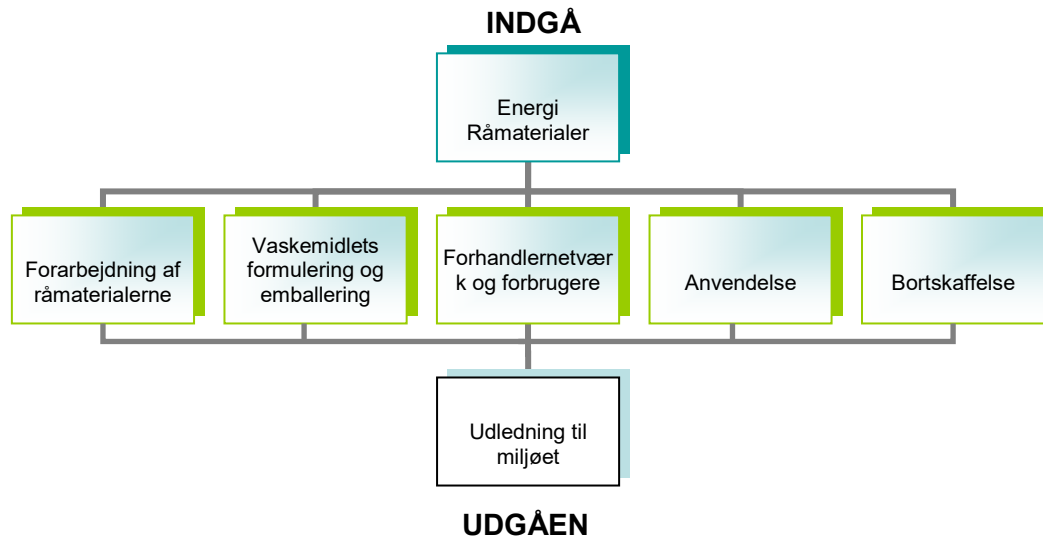 INDGÅ
Energi
Råmaterialer
Forarbejdning af
råmaterialerne
Vaskemidlets
formulering og
emballering
Forhandlernetvær
k og forbrugere
Anvendelse
Bortskaffelse
Udledning til
miljøet
UDGÅEN